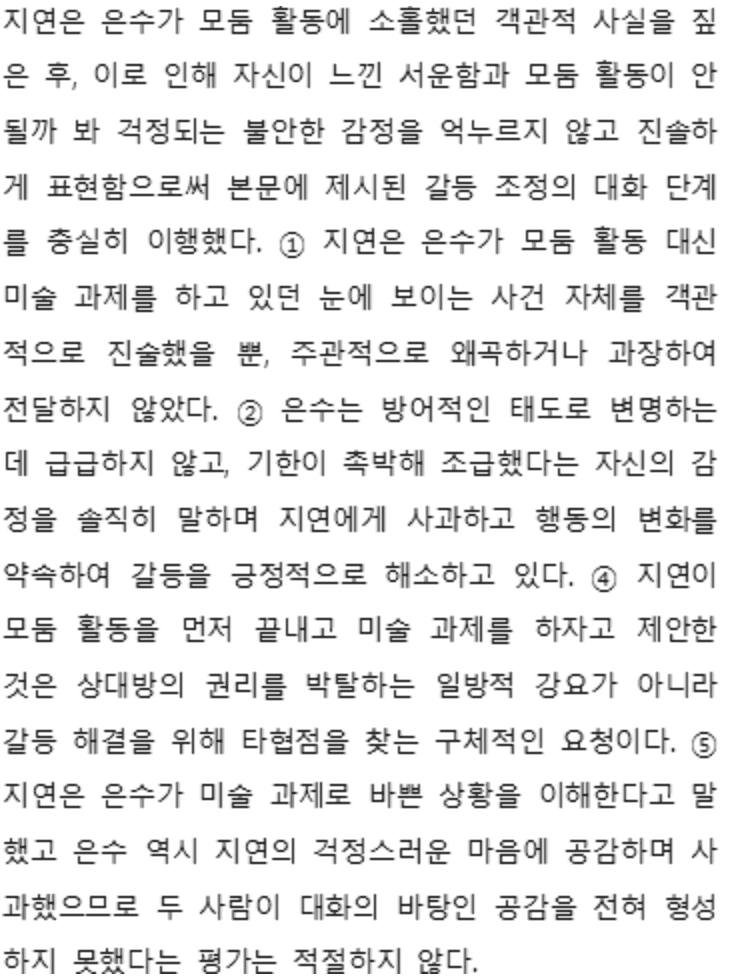 지연은 은수가 모둠 활동에 소홀했던 객관적 사실을 짚
은 후, 이로 인해 자신이 느낀 서운함과 모둠 활동이 안
될까 봐 걱정되는 불안한 감정을 억누르지 않고 진솔하
게 표현함으로써 본문에 제시된 갈등 조정의 대화 단계
를 충실히 이행했다. ① 지연은 은수가 모둠 활동 대신
미술 과제를 하고 있던 눈에 보이는 사건 자체를 객관
적으로 진술했을 뿐, 주관적으로 왜곡하거나 과장하여
전달하지 않았다. ② 은수는 방어적인 태도로 변명하는
데 급급하지 않고, 기한이 촉박해 조급했다는 자신의 감
정을 솔직히 말하며 지연에게 사과하고 행동의 변화를
약속하여 갈등을 긍정적으로 해소하고 있다. ④ 지연이
모둠 활동을 먼저 끝내고 미술 과제를 하자고 제안한
것은 상대방의 권리를 박탈하는 일방적 강요가 아니라
갈등 해결을 위해 타협점을 찾는 구체적인 요청이다. ⑤
지연은 은수가 미술 과제로 바쁜 상황을 이해한다고 말
했고 은수 역시 지연의 걱정스러운 마음에 공감하며 사
과했으므로 두 사람이 대화의 바탕인 공감을 전혀 형성
하지 못했다는 평가는 적절하지 않다.